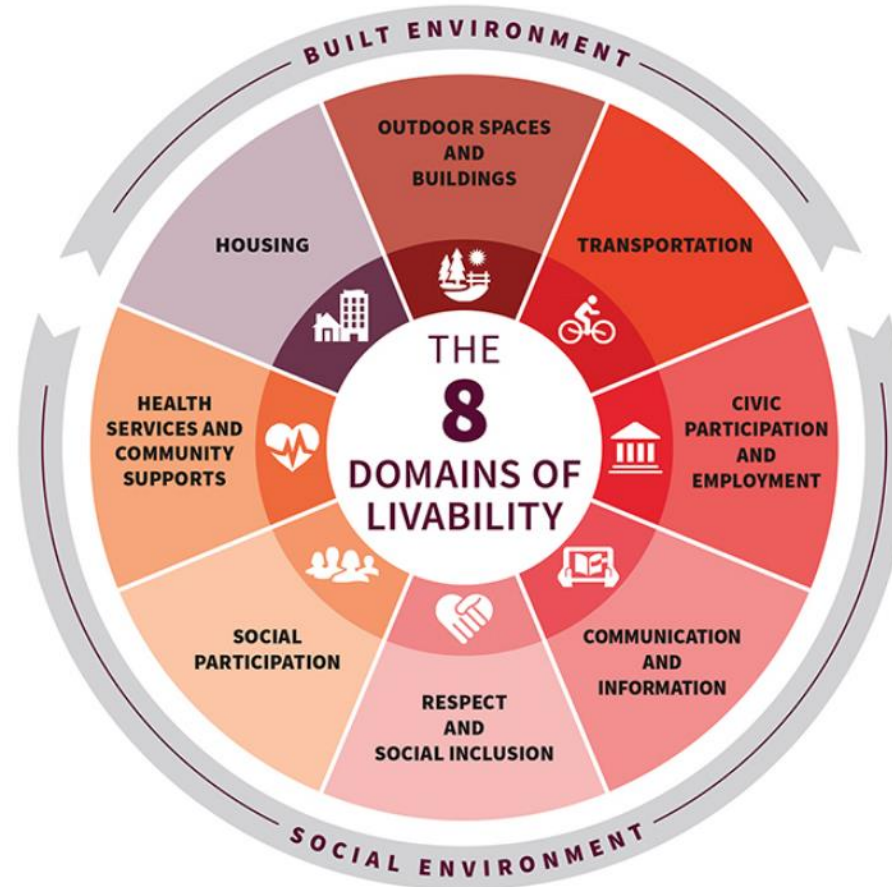 BUILT ENVIRONMENT
OUTDOOR SPACES
AND
BUILDINGS
TRANSPORTATION
CIVIC
PARTICIPATION
AND
EMPLOYMENT
COMMUNICATION
AND
INFORMATION
RESPECT
AND
SOCIAL INCLUSION
SOCIAL
PARTICIPATION
HEALTH
SERVICES AND
COMMUNITY
SUPPORTS
HOUSING
THE
8
DOMAINS OF
LIVABILITY
SOCIAL ENVIRONMENT